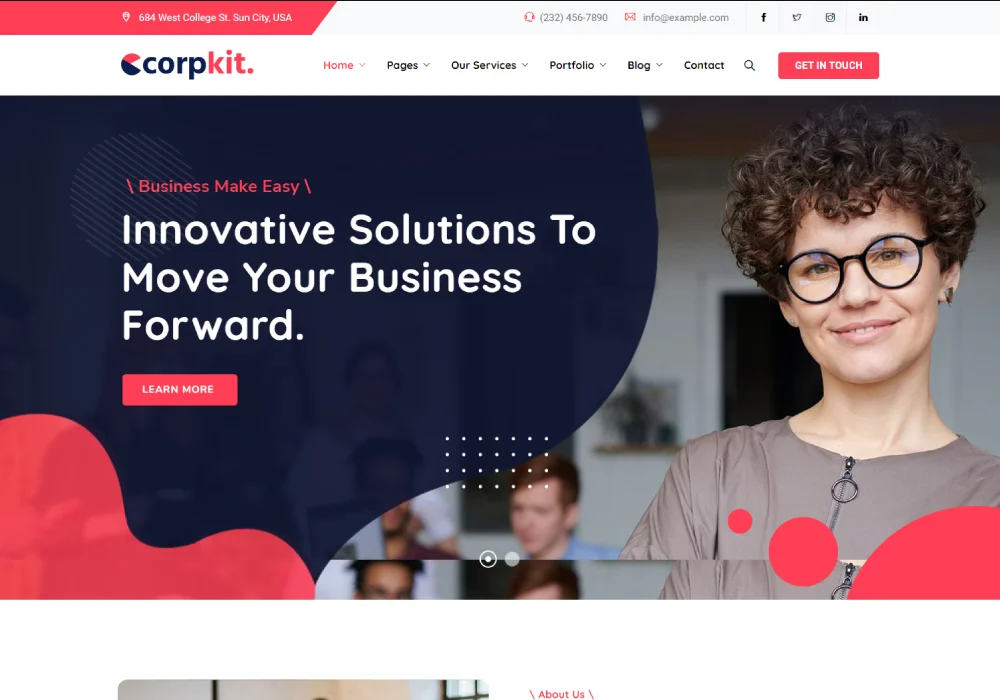 684 West College St. Sun City, USA
(232) 456-7890
info@example.com
corpkit.
Home
Pages
Our Services
Portfolio
Blog
Contact
GET IN TOUCH
\ Business Make Easy \
Innovative Solutions To
Move Your Business
Forward.
LEARN MORE
\ About Us \